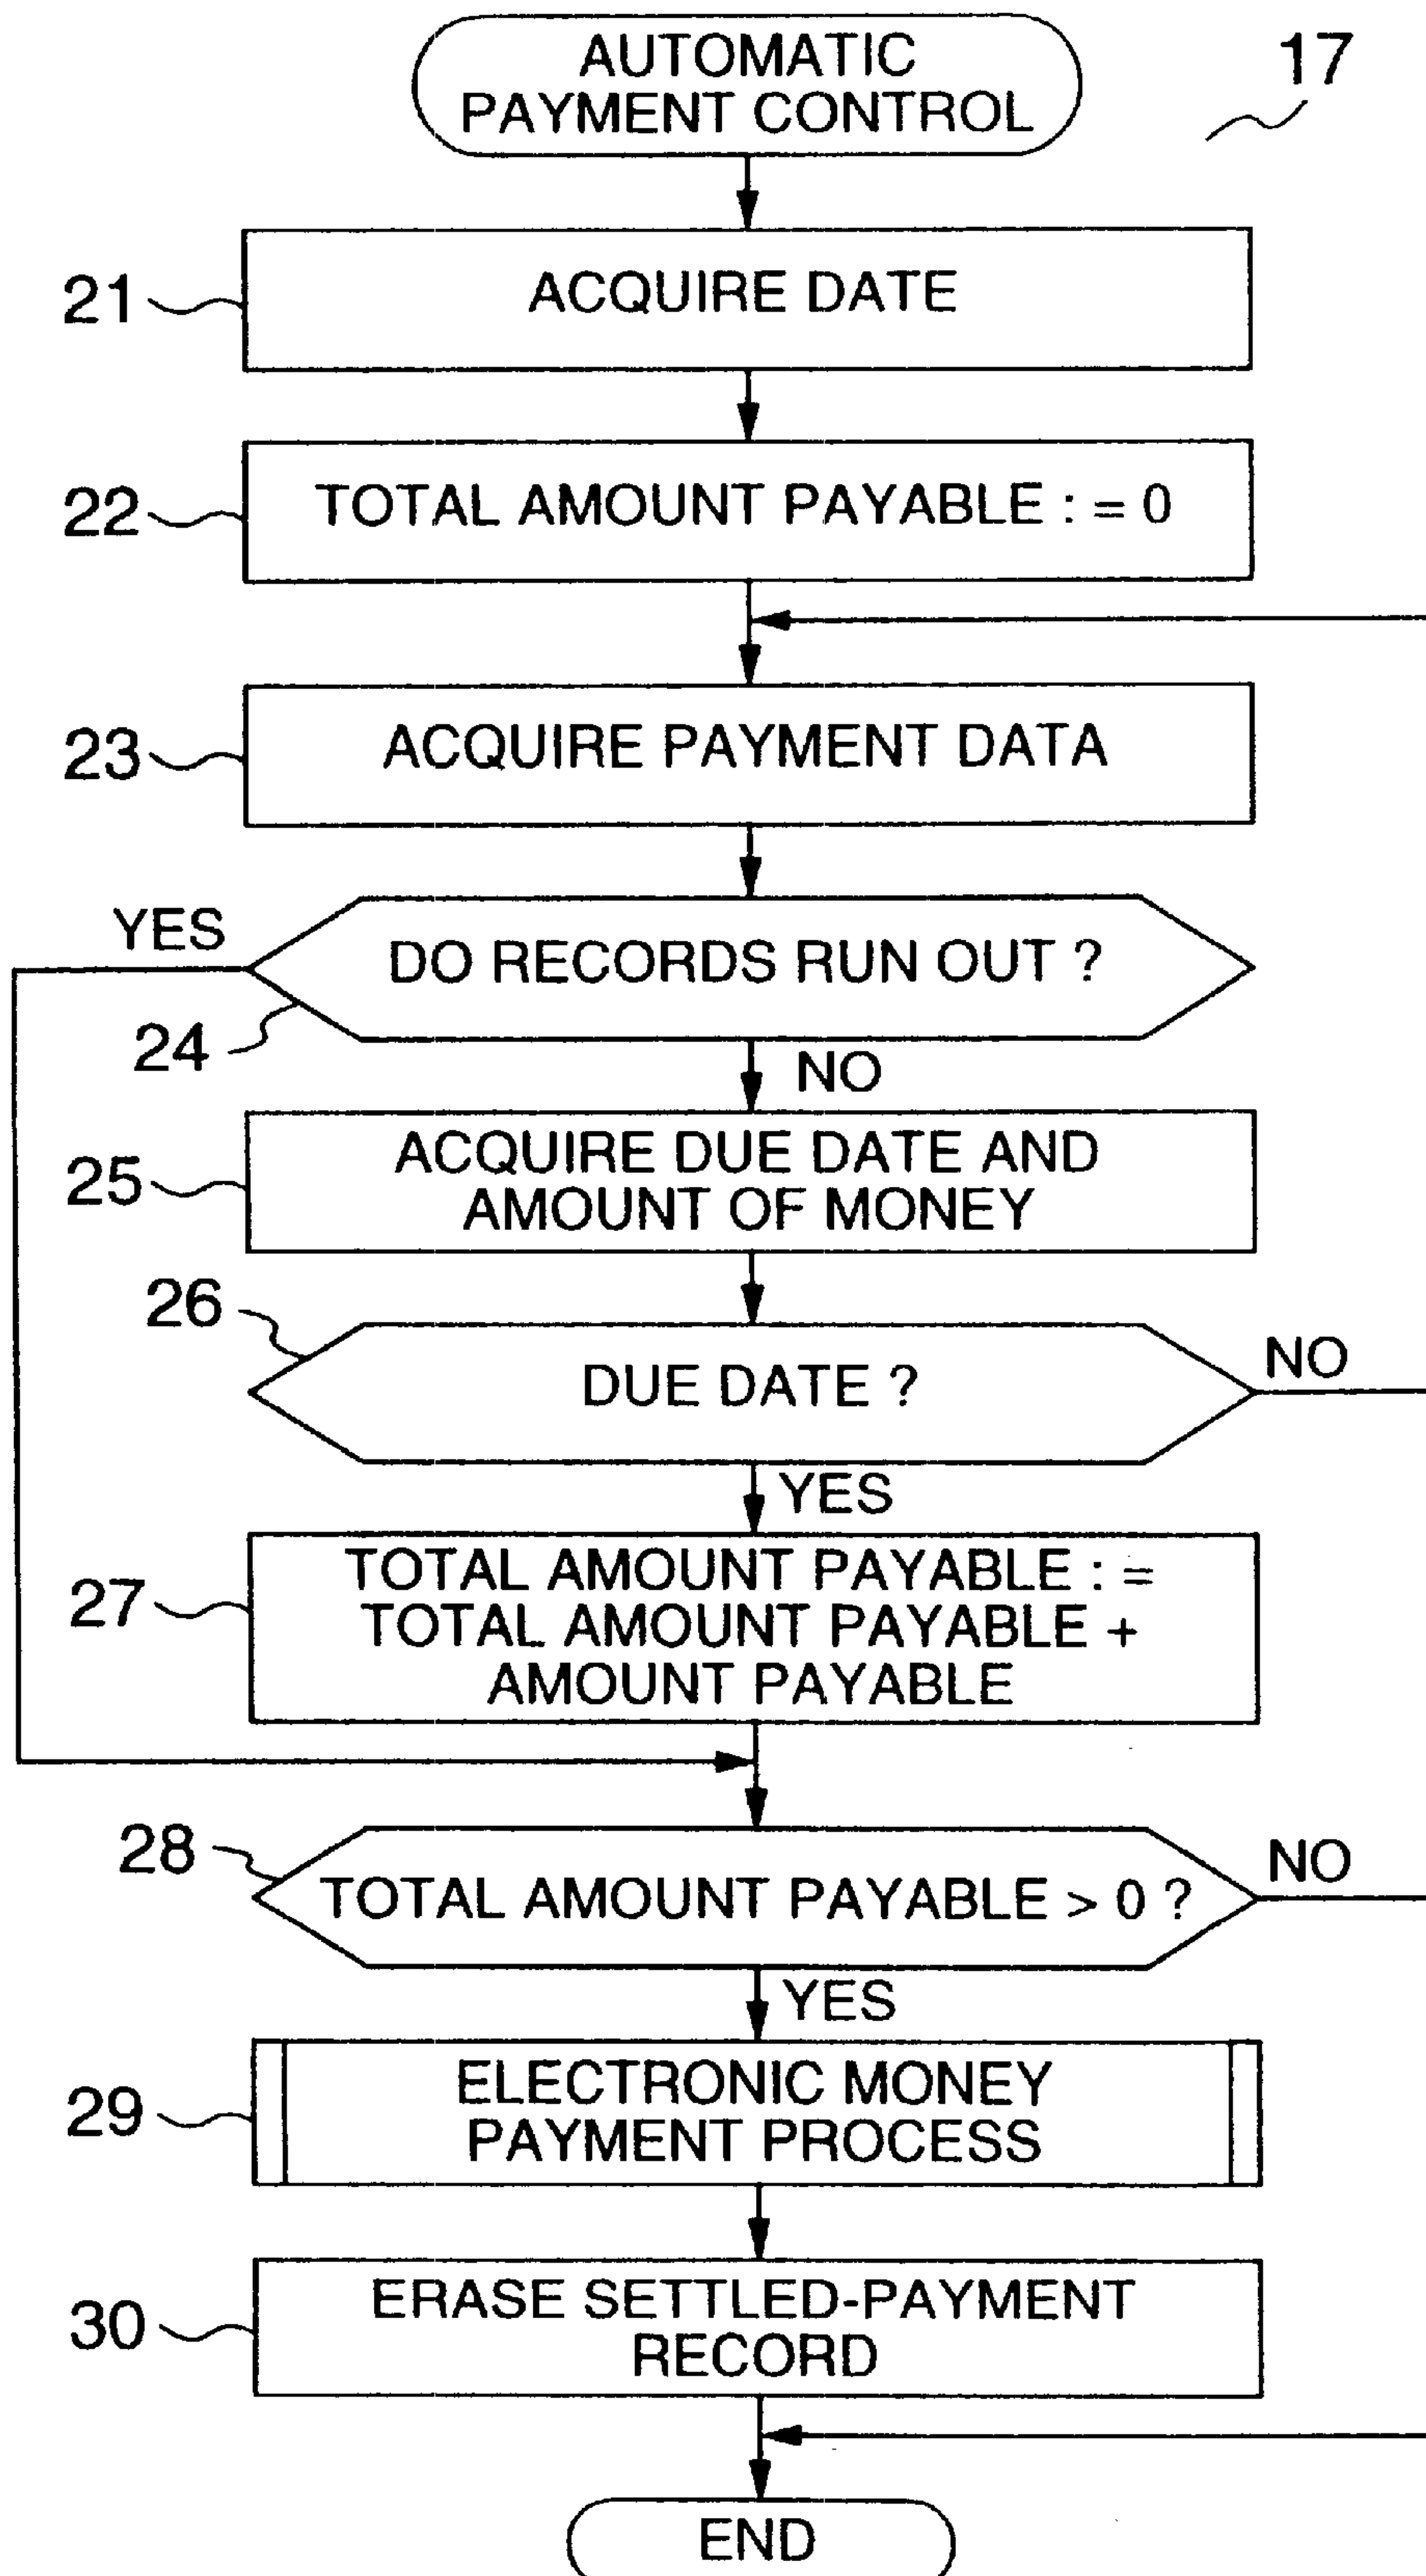 AUTOMATIC
PAYMENT CONTROL
17
21
ACQUIRE DATE
22
TOTAL AMOUNT PAYABLE : = 0
23
ACQUIRE PAYMENT DATA
YES
DO RECORDS RUN OUT ?
24
NO
25
ACQUIRE DUE DATE AND
AMOUNT OF MONEY
26
DUE DATE ?
NO
YES
27
TOTAL AMOUNT PAYABLE : =
TOTAL AMOUNT PAYABLE +
AMOUNT PAYABLE
28
TOTAL AMOUNT PAYABLE > 0 ?
NO
YES
29
ELECTRONIC MONEY
PAYMENT PROCESS
30
ERASE SETTLED-PAYMENT
RECORD
END